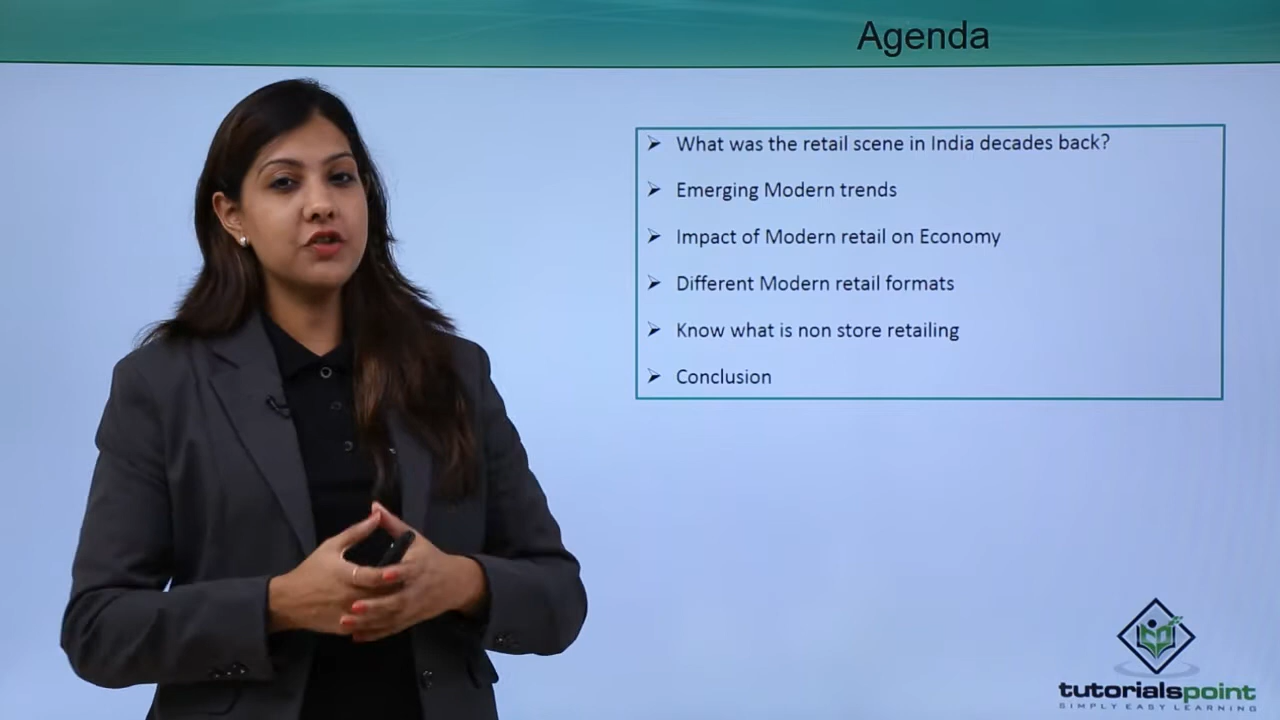 Agenda
What was the retail scene in India decades back?
Emerging Modern trends
Impact of Modern retail on Economy
Different Modern retail formats
Know what is non store retailing
Conclusion
tutorialspoint
SIMPLY EASY LEARNING